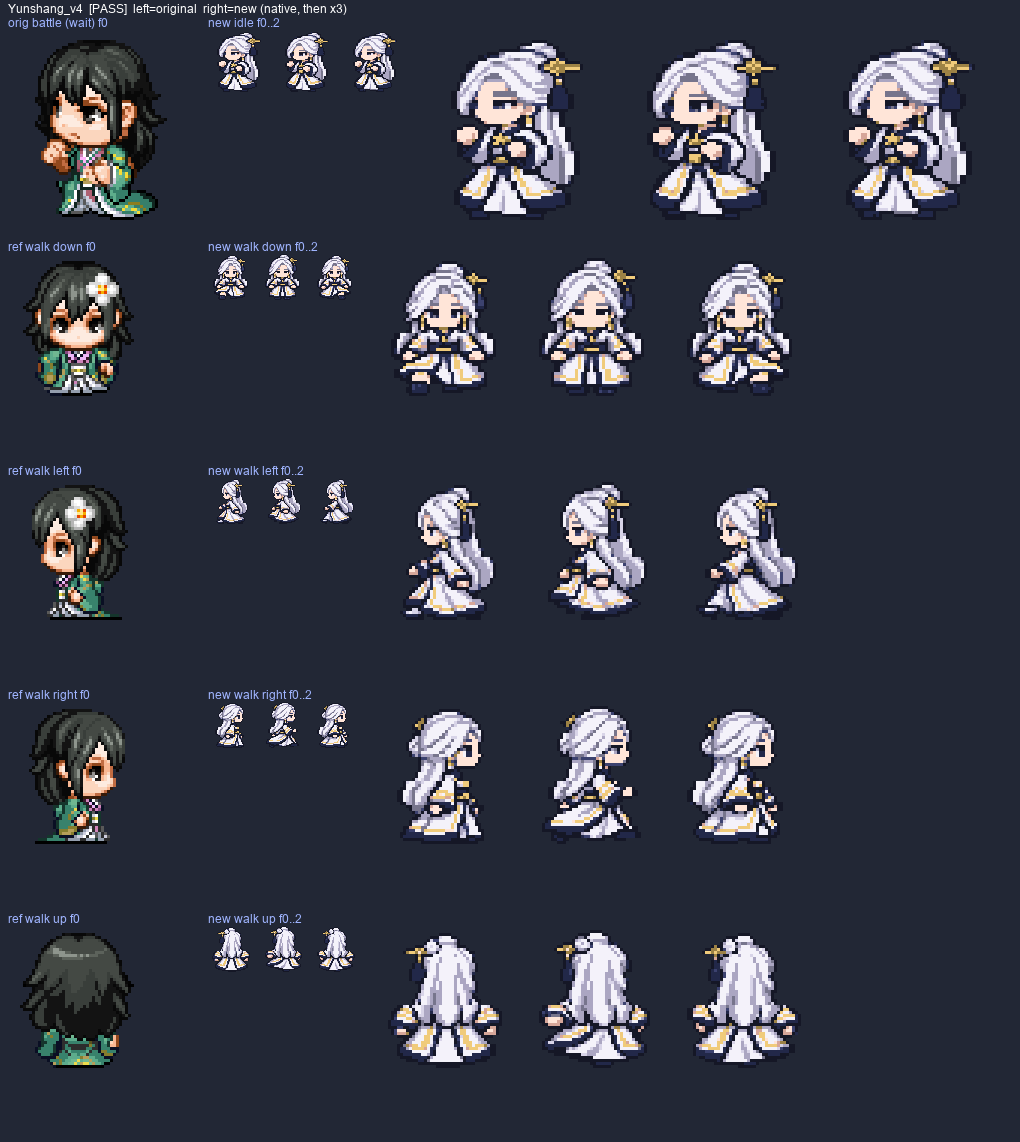 Yunshang_v4 [PASS] left=original right=new (native, then x3)
orig battle (wait) f0
new idle f0..2
ref walk down f0
new walk down f0..2
ref walk left f0
new walk left f0..2
ref walk right f0
new walk right f0..2
ref walk up f0
new walk up f0..2